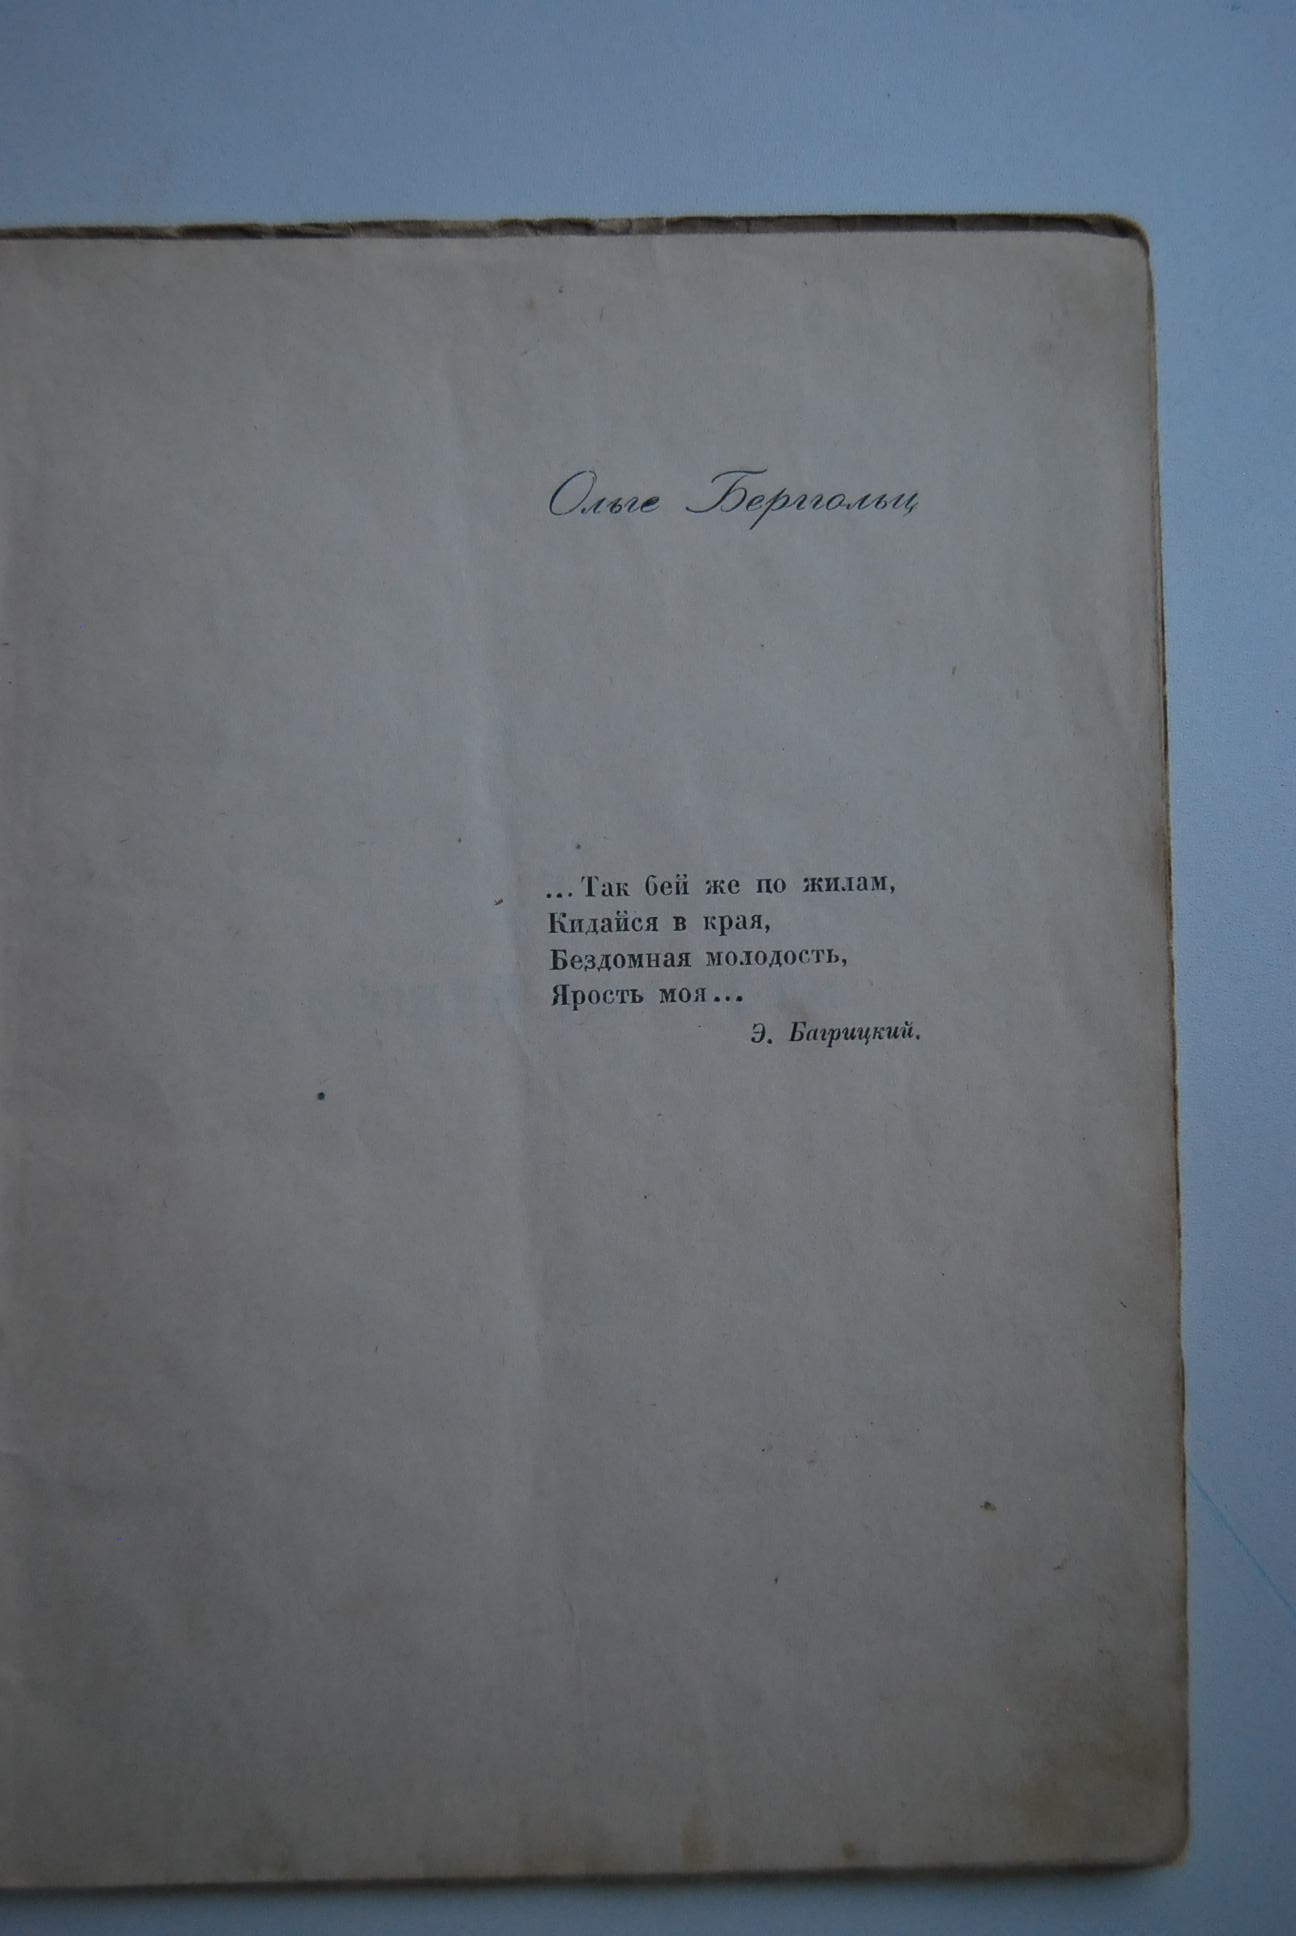 Ольге Берггольц
...Так бей же по жилам,
Кидайся в края,
Бездомная молодость,
Ярость моя...
Э. Багрицкий.